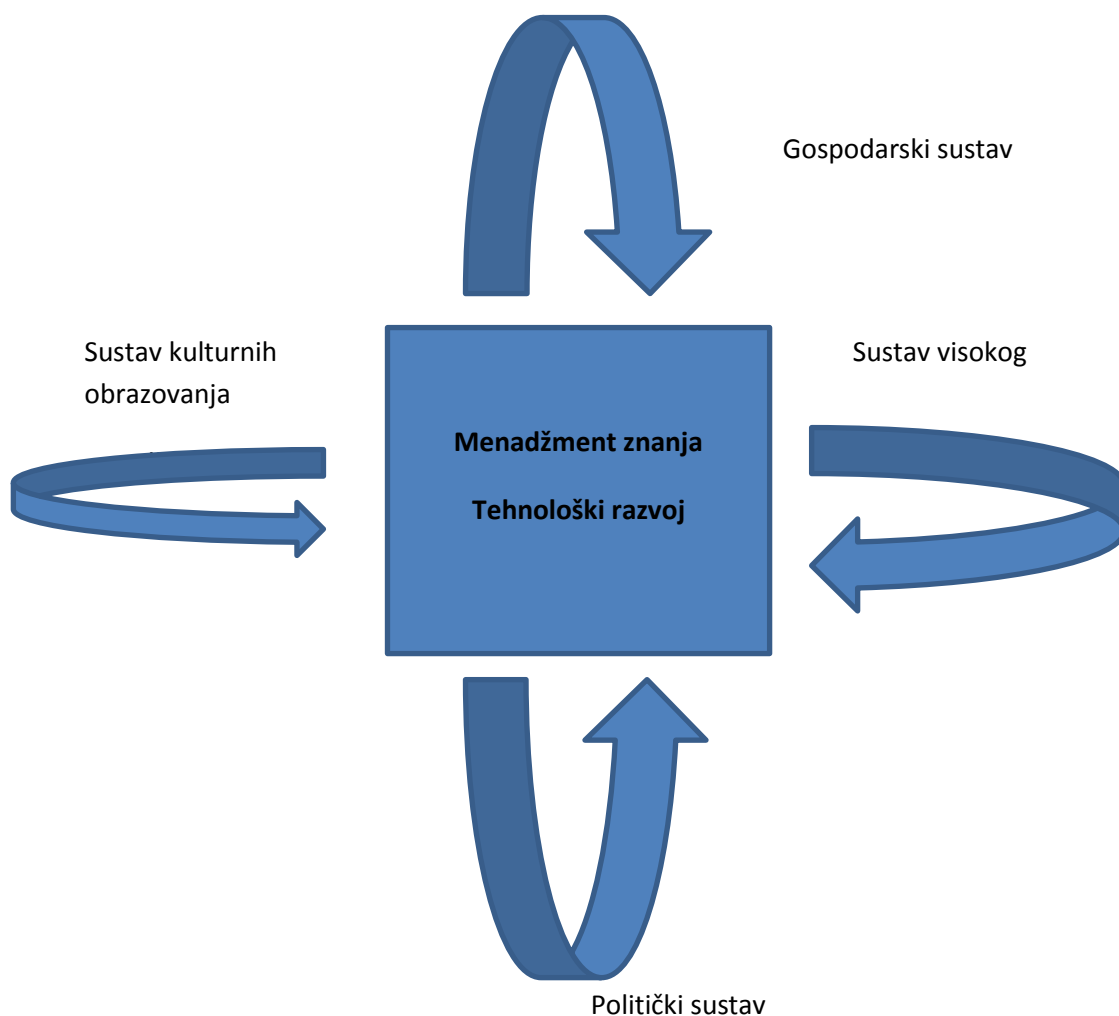 Gospodarski sustav
Sustav kulturnih
obrazovanja
Sustav visokog
Menadžment znanja
Tehnološki razvoj
Politički sustav